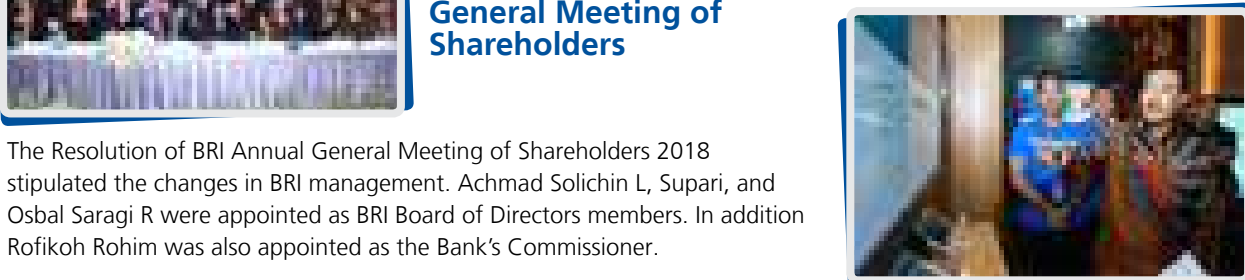 General Meeting of
Shareholders
The Resolution of BRI Annual General Meeting of Shareholders 2018
stipulated the changes in BRI management. Achmad Solichin L, Supari, and
Osbal Saragi R were appointed as BRI Board of Directors members. In addition
Rofikoh Rohim was also appointed as the Bank’s Commissioner.